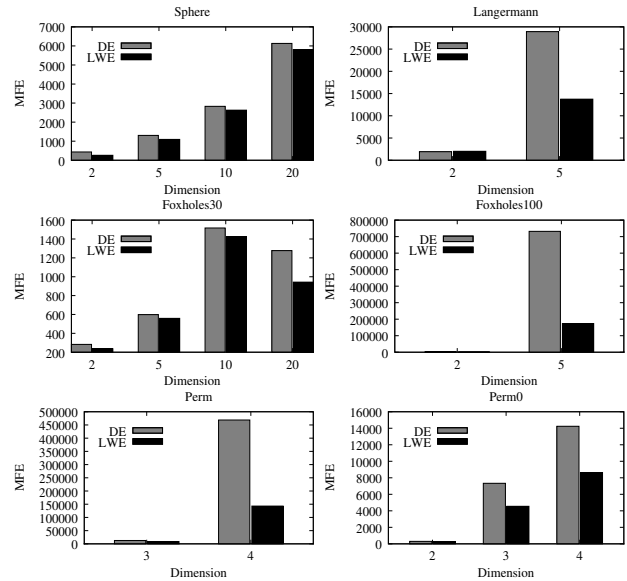 Sphere
7000
6000
5000
4000
3000
2000
1000
0
MFE
DE
LWE
2 5 10 20
Dimension
Langermann
30000
25000
20000
15000
10000
5000
0
MFE
DE
LWE
2 5
Dimension
Foxholes30
1600
1400
1200
1000
800
600
400
200
MFE
DE
LWE
2 5 10 20
Dimension
Foxholes100
800000
700000
600000
500000
400000
300000
200000
100000
0
MFE
DE
LWE
2 5
Dimension
Perm
500000
450000
400000
350000
300000
250000
200000
150000
100000
50000
0
MFE
DE
LWE
3 4
Dimension
Perm0
16000
14000
12000
10000
8000
6000
4000
2000
0
MFE
DE
LWE
2 3 4
Dimension